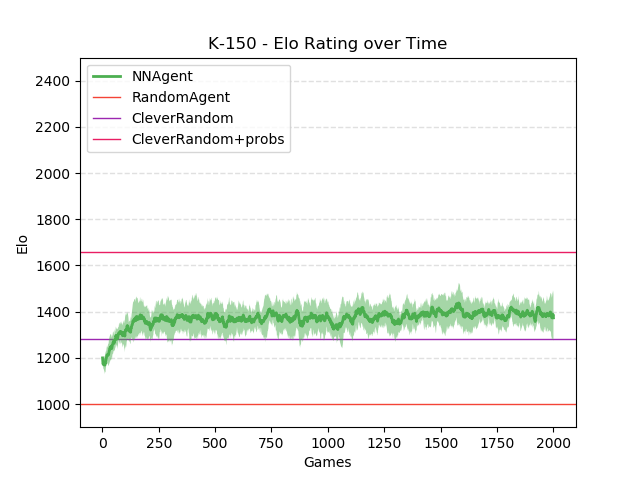 K-150 - Elo Rating over Time
NNAgent
RandomAgent
CleverRandom
CleverRandom+probs
2400
2200
2000
1800
1600
1400
1200
1000
Elo
0
250
500
750
1000
1250
1500
1750
2000
Games